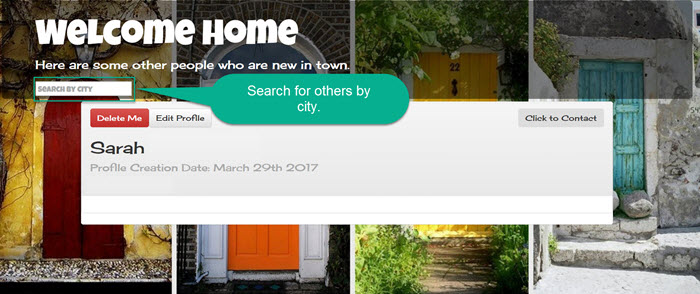 Welcome Home
Here are some other people who are new in town.
SEARCH BY CITY
Search for others by
city.
Delete Me
Edit Profile
Click to Contact
Sarah
Profile Creation Date: March 29th 2017
22